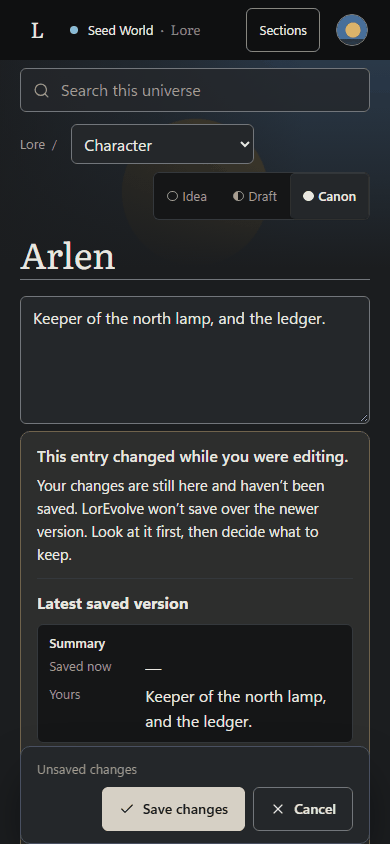 L Seed World · Lore Sections
Search this universe
Lore / Character
Idea Draft Canon
Arlen
Keeper of the north lamp, and the ledger.
This entry changed while you were editing.
Your changes are still here and haven’t been
saved. LorEvolve won’t save over the newer
version. Look at it first, then decide what to
keep.
Latest saved version
Summary
Saved now —
Yours Keeper of the north lamp,
and the ledger.
Unsaved changes
Save changes Cancel